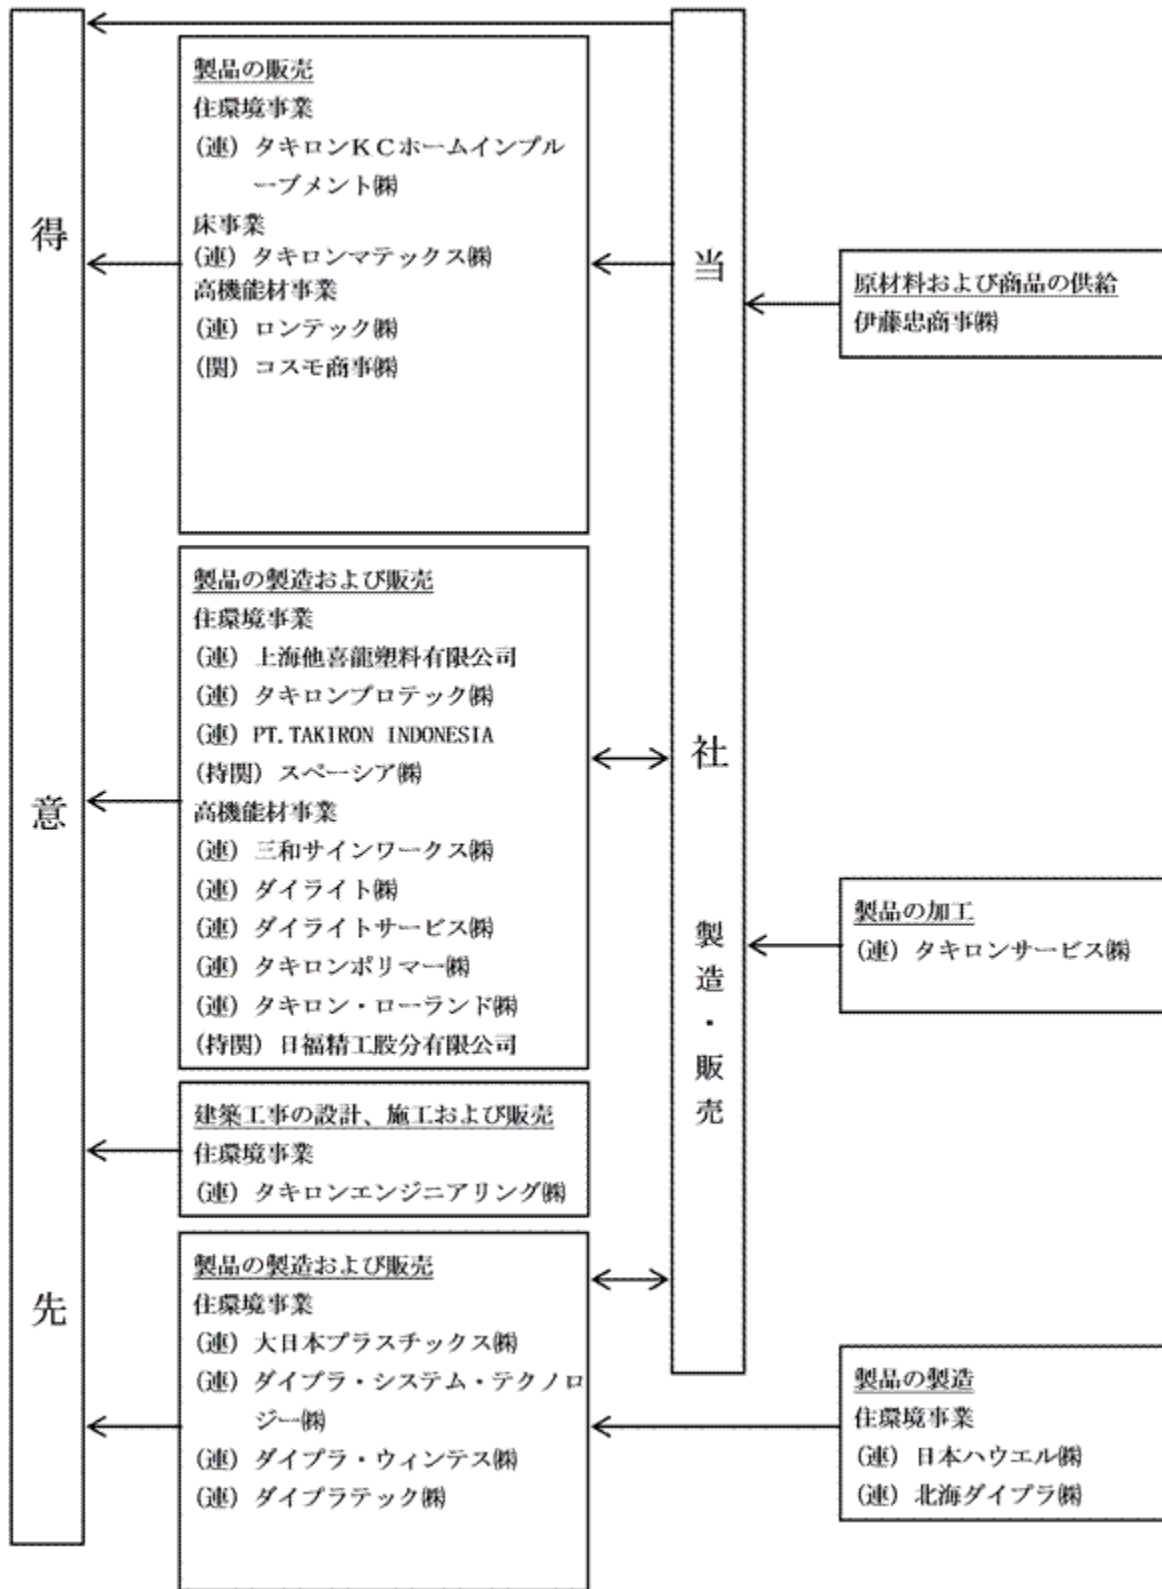 得意先
製品の販売
住環境事業
(連) タキロンKCホームインプル
ーブメント㈱
床事業
(連) タキロンマテックス㈱
高機能材事業
(連) ロンテック㈱
(関) コスモ商事㈱
製品の製造および販売
住環境事業
(連) 上海他喜龍塑料有限公司
(連) タキロンプロテック㈱
(連) PT.TAKIRON INDONESIA
(持関) スペーシア㈱
高機能材事業
(連) 三和サインワークス㈱
(連) ダイライト㈱
(連) ダイライトサービス㈱
(連) タキロンポリマー㈱
(連) タキロン・ローランド㈱
(持関) 日福精工股分有限公司
建築工事の設計、施工および販売
住環境事業
(連) タキロンエンジニアリング㈱
製品の製造および販売
住環境事業
(連) 大日本プラスチックス㈱
(連) ダイプラ・システム・テクノロ
ジー㈱
(連) ダイプラ・ウィンテス㈱
(連) ダイプラテック㈱
当社 製造・販売
原材料および商品の供給
伊藤忠商事㈱
製品の加工
(連) タキロンサービス㈱
製品の製造
住環境事業
(連) 日本ハウエル㈱
(連) 北海ダイプラ㈱